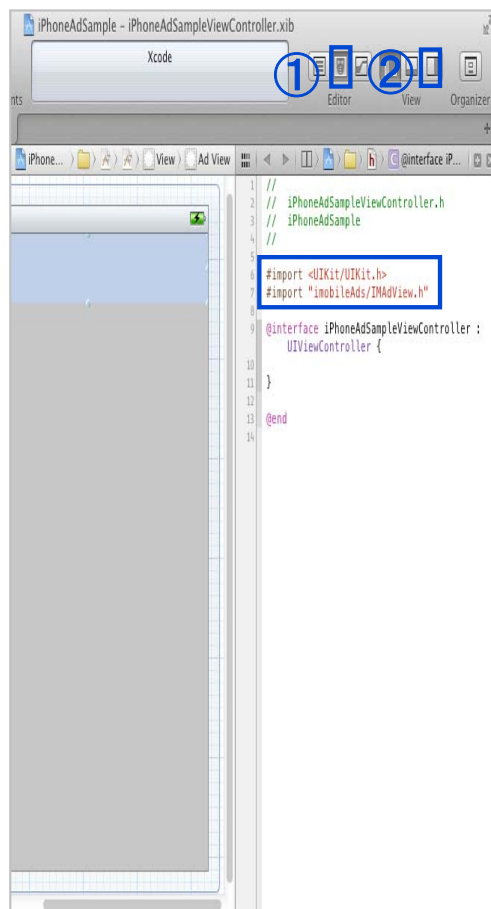 iPhoneAdSample – iPhoneAdSampleViewController.xib
Xcode
① ②
nts Editor View Organizer
iPhone... View Ad View h C @interface iP...
1 //
2 // iPhoneAdSampleViewController.h
3 // iPhoneAdSample
4 //
5
6 #import <UIKit/UIKit.h>
7 #import "imobileAds/IMAdView.h"
8
9 @interface iPhoneAdSampleViewController :
UIViewController {
10
11 }
12
13 @end
14